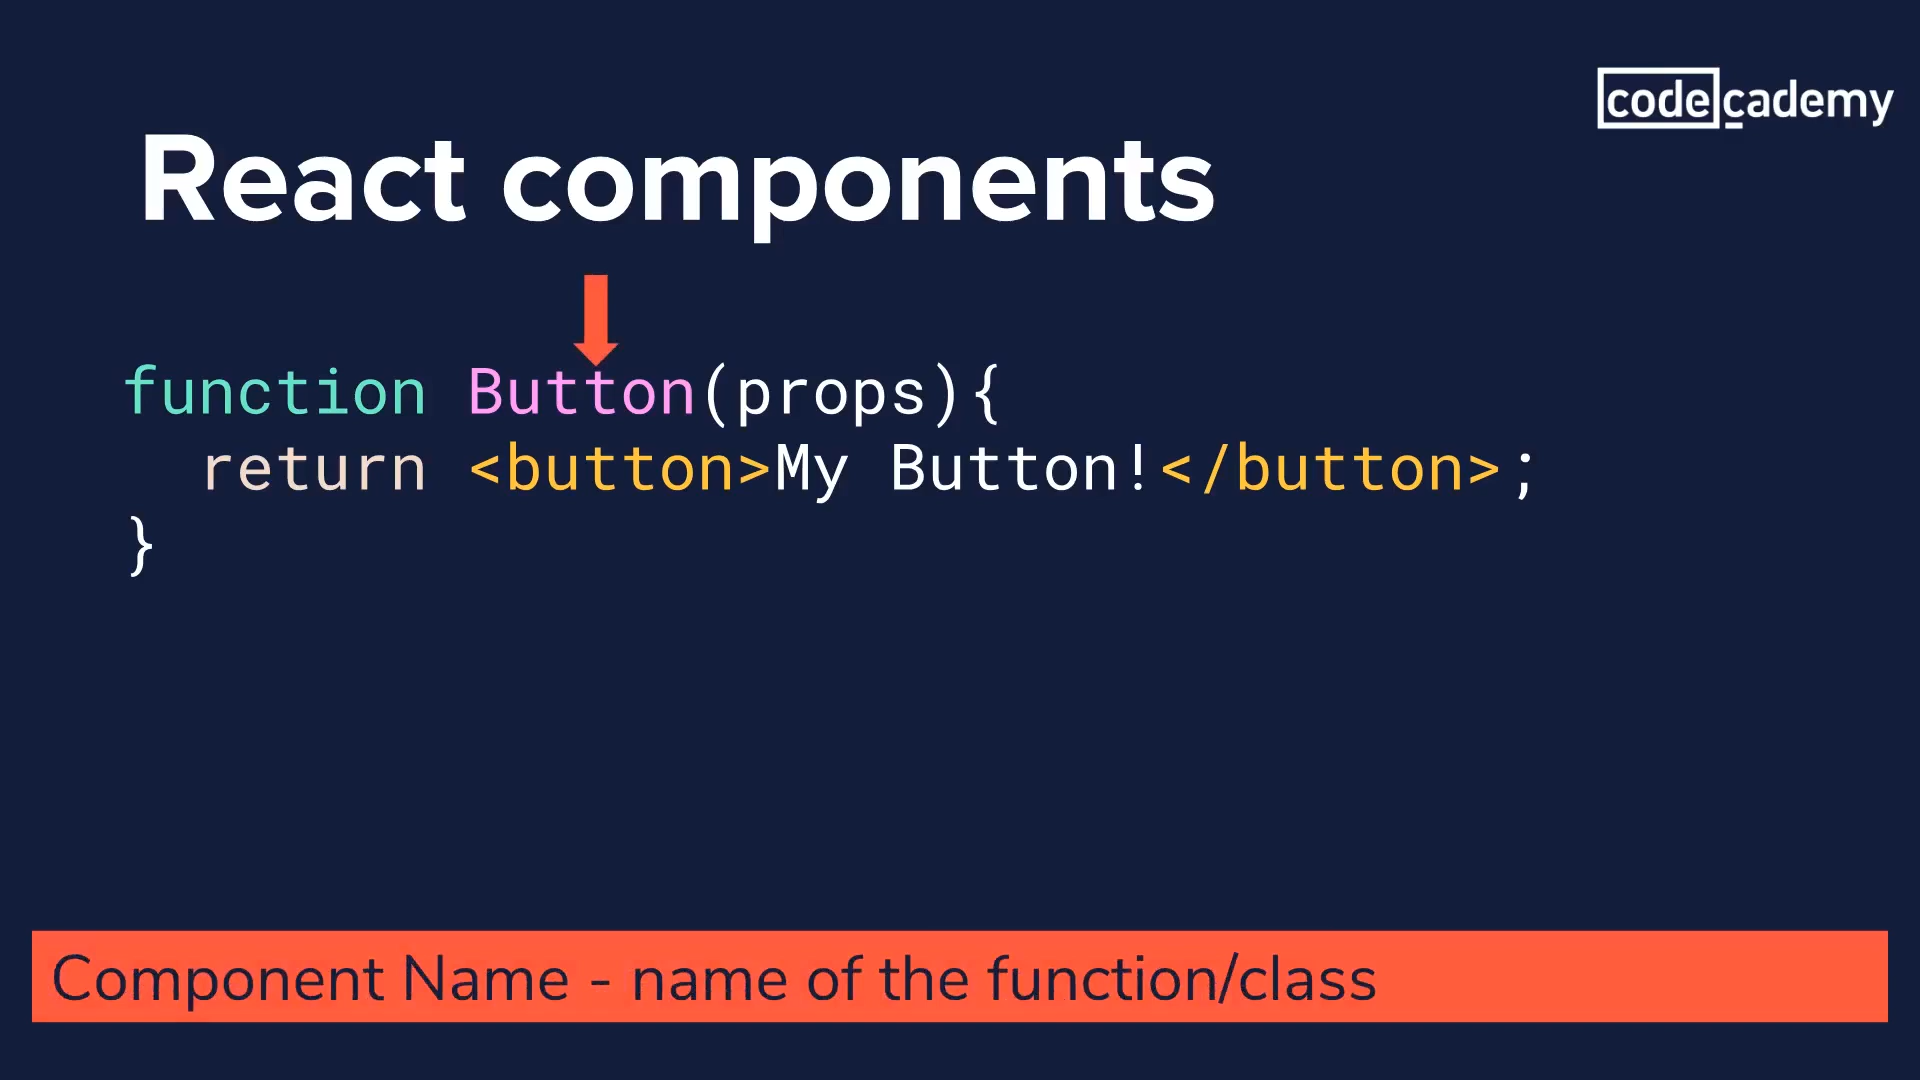 codecademy
React components
function Button(props){
  return <button>My Button!</button>;
}
Component Name - name of the function/class